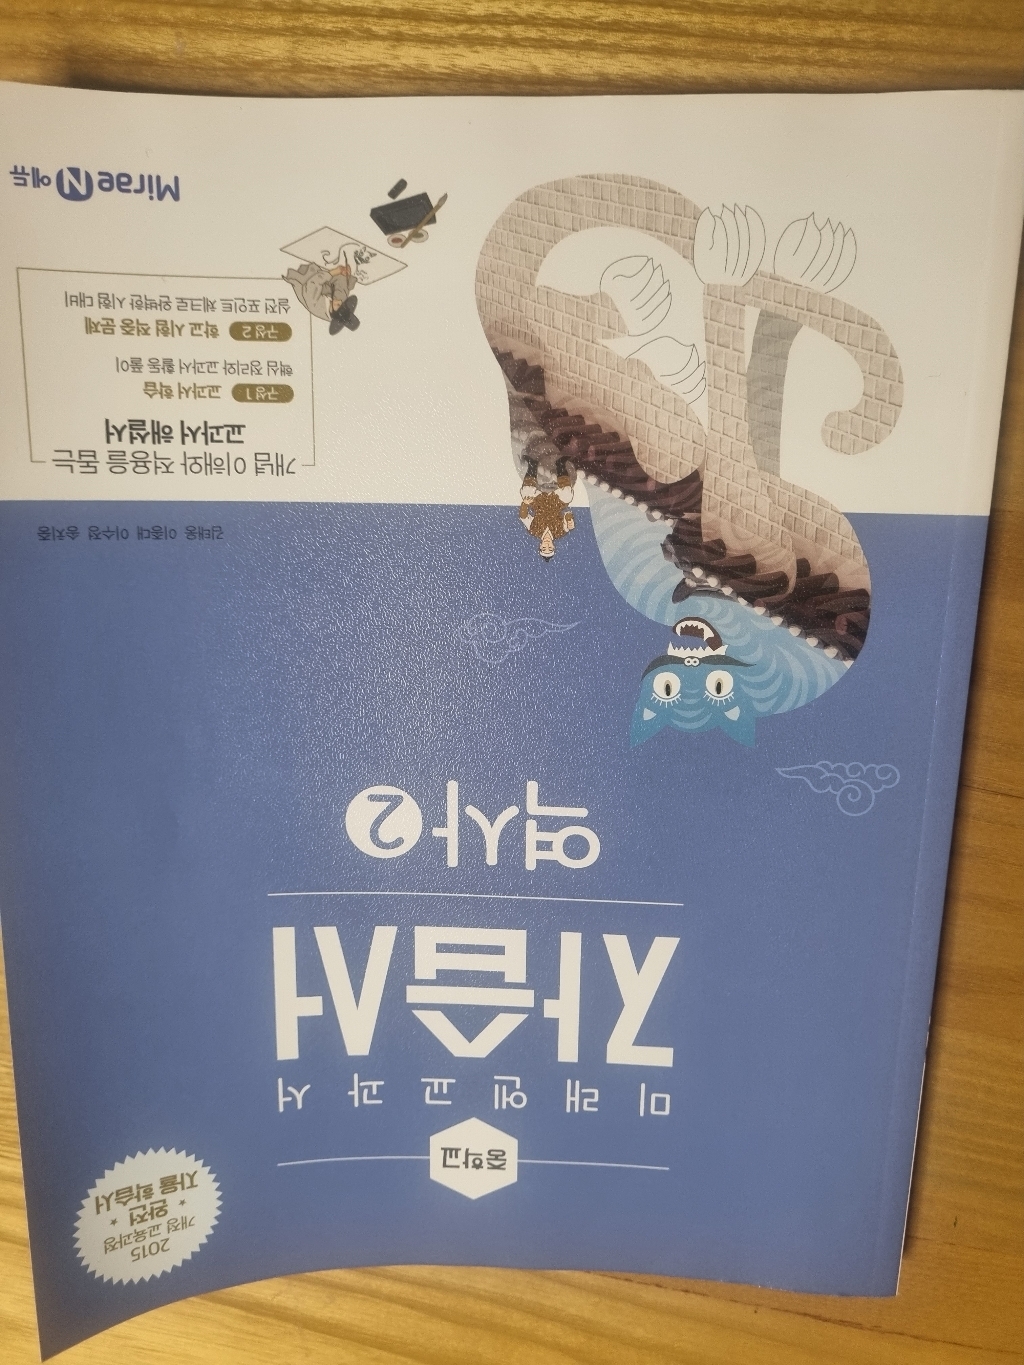 2015
개정 교육과정
완전
자율 학습서
중학교
미래엔교과서
자습서
역사 2
김태웅 이종대 이수정 송치중
개념 이해와 적용을 돕는
교과서 해설서
구성 1 교과서 학습
핵심 정리와 교과서 활동 풀이
구성 2 학교 시험 적중 문제
실전 포인트 체크로 완벽한 시험 대비
Mirae N 에듀